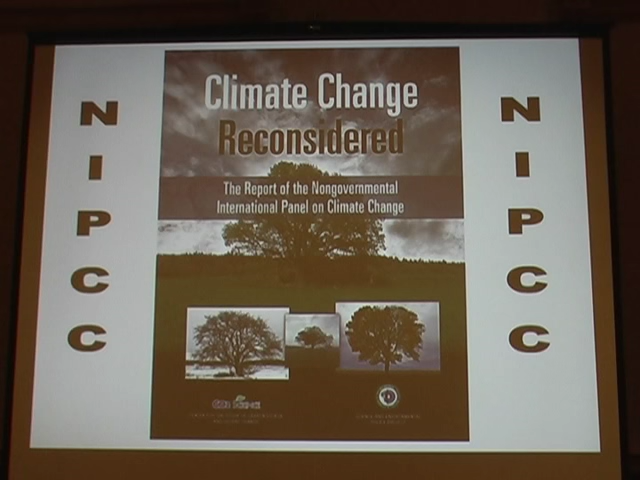 N
I
P
C
C
Climate Change
Reconsidered
The Report of the Nongovernmental
International Panel on Climate Change
N
I
P
C
C